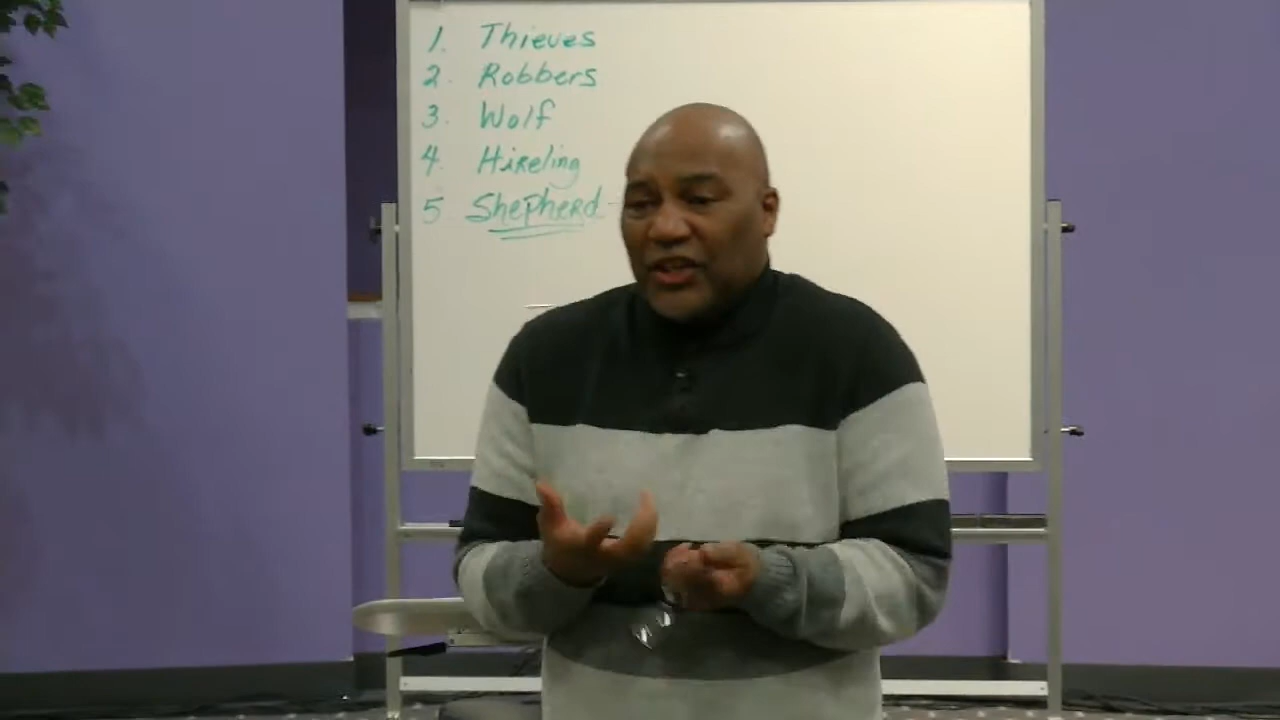 1. Thieves
2. Robbers
3. Wolf
4. Hireling
5 Shepherd